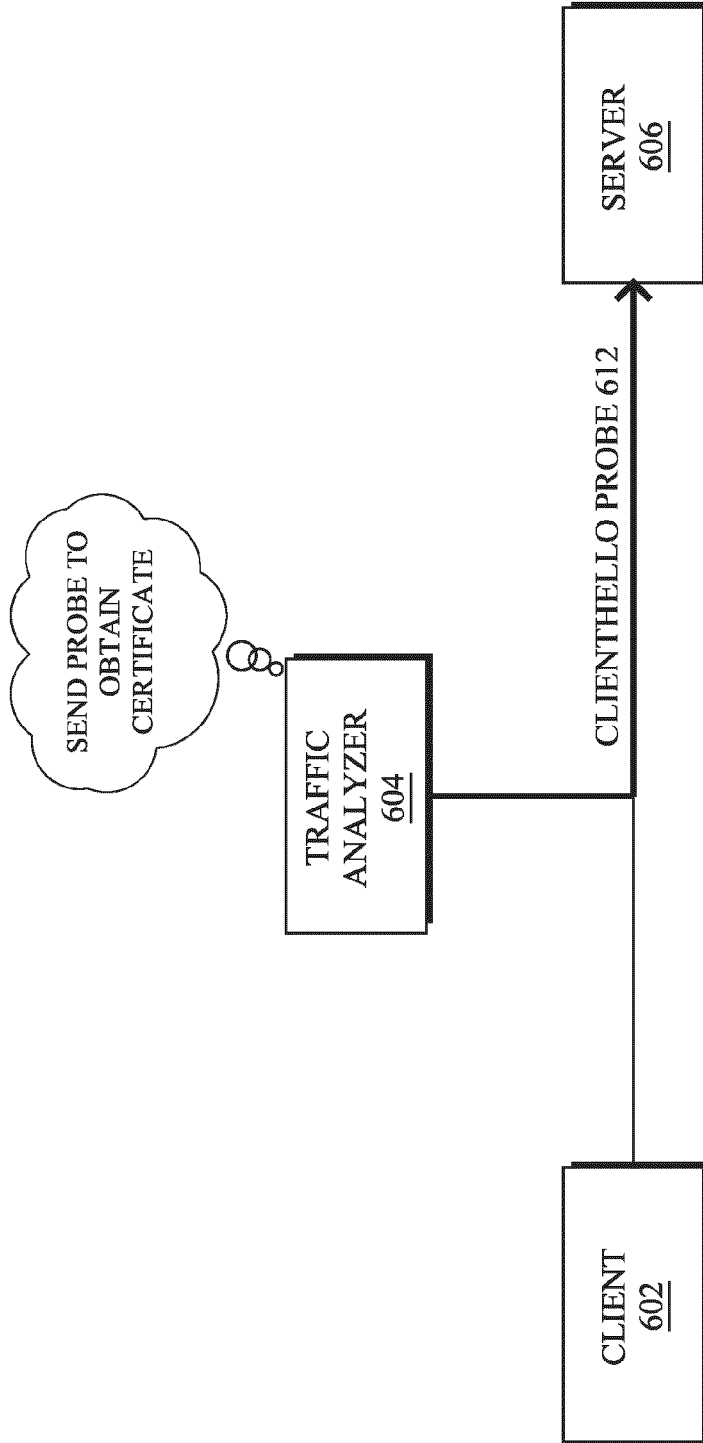 SEND PROBE TO
OBTAIN
CERTIFICATE
TRAFFIC
ANALYZER
604
CLIENT
602
CLIENTHELLO PROBE 612
SERVER
606